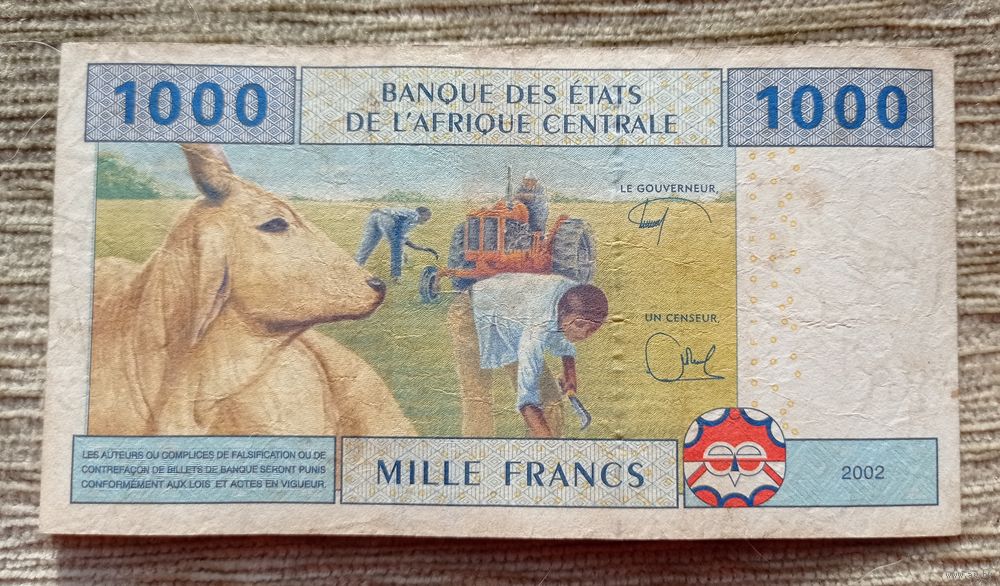 1000
BANQUE DES ÉTATS
DE L'AFRIQUE CENTRALE
1000
LE GOUVERNEUR,
UN CENSEUR,
LES AUTEURS OU COMPLICES DE FALSIFICATION OU DE
CONTREFAÇON DE BILLETS DE BANQUE SERONT PUNIS
CONFORMÉMENT AUX LOIS ET ACTES EN VIGUEUR.
MILLE FRANCS
2002